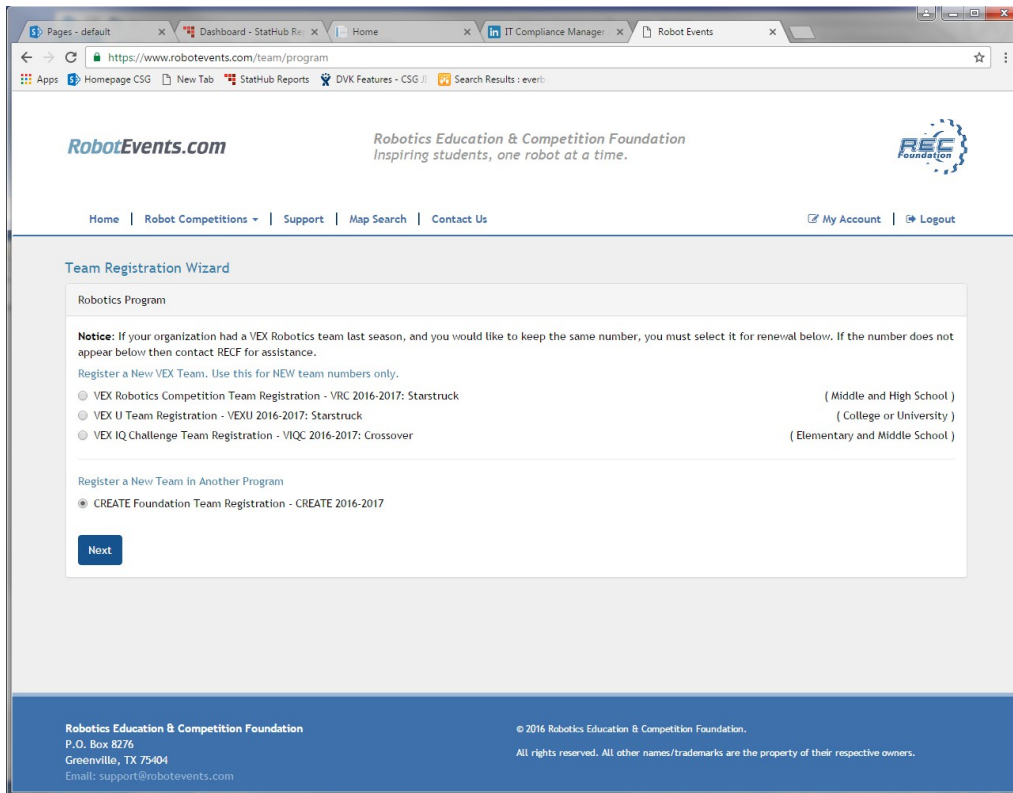 Pages - default
Dashboard - StatHub Re
Home
IT Compliance Manager
Robot Events
https://www.robotevents.com/team/program
Apps Homepage CSG New Tab StatHub Reports DVK Features - CSG JI Search Results : everb
RobotEvents.com
Robotics Education & Competition Foundation
Inspiring students, one robot at a time.
REC
Foundation
Home | Robot Competitions | Support | Map Search | Contact Us
My Account | Logout
Team Registration Wizard
Robotics Program
Notice: If your organization had a VEX Robotics team last season, and you would like to keep the same number, you must select it for renewal below. If the number does not
appear below then contact RECF for assistance.
Register a New VEX Team. Use this for NEW team numbers only.
VEX Robotics Competition Team Registration - VRC 2016-2017: Starstruck ( Middle and High School )
VEX U Team Registration - VEXU 2016-2017: Starstruck ( College or University )
VEX IQ Challenge Team Registration - VIQC 2016-2017: Crossover ( Elementary and Middle School )
Register a New Team in Another Program
CREATE Foundation Team Registration - CREATE 2016-2017
Next
Robotics Education & Competition Foundation
P.O. Box 8276
Greenville, TX 75404
Email: support@robotevents.com
© 2016 Robotics Education & Competition Foundation.
All rights reserved. All other names/trademarks are the property of their respective owners.